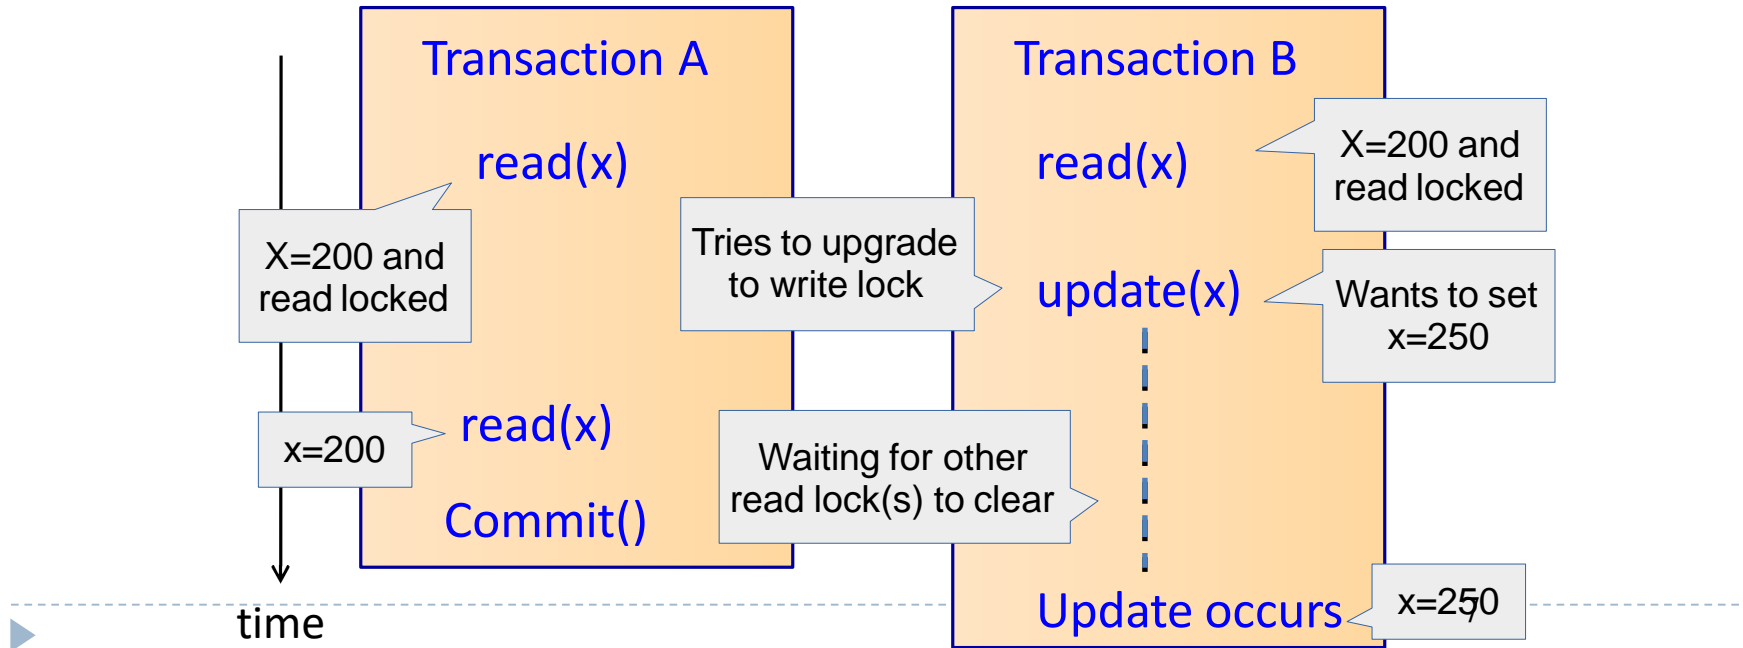 Transaction A
Transaction B
read(x)
read(x)
X=200 and
read locked
X=200 and
read locked
Tries to upgrade
to write lock
update(x)
Wants to set
x=250
read(x)
x=200
Waiting for other
read lock(s) to clear
Commit()
Update occurs
x=250
7
time